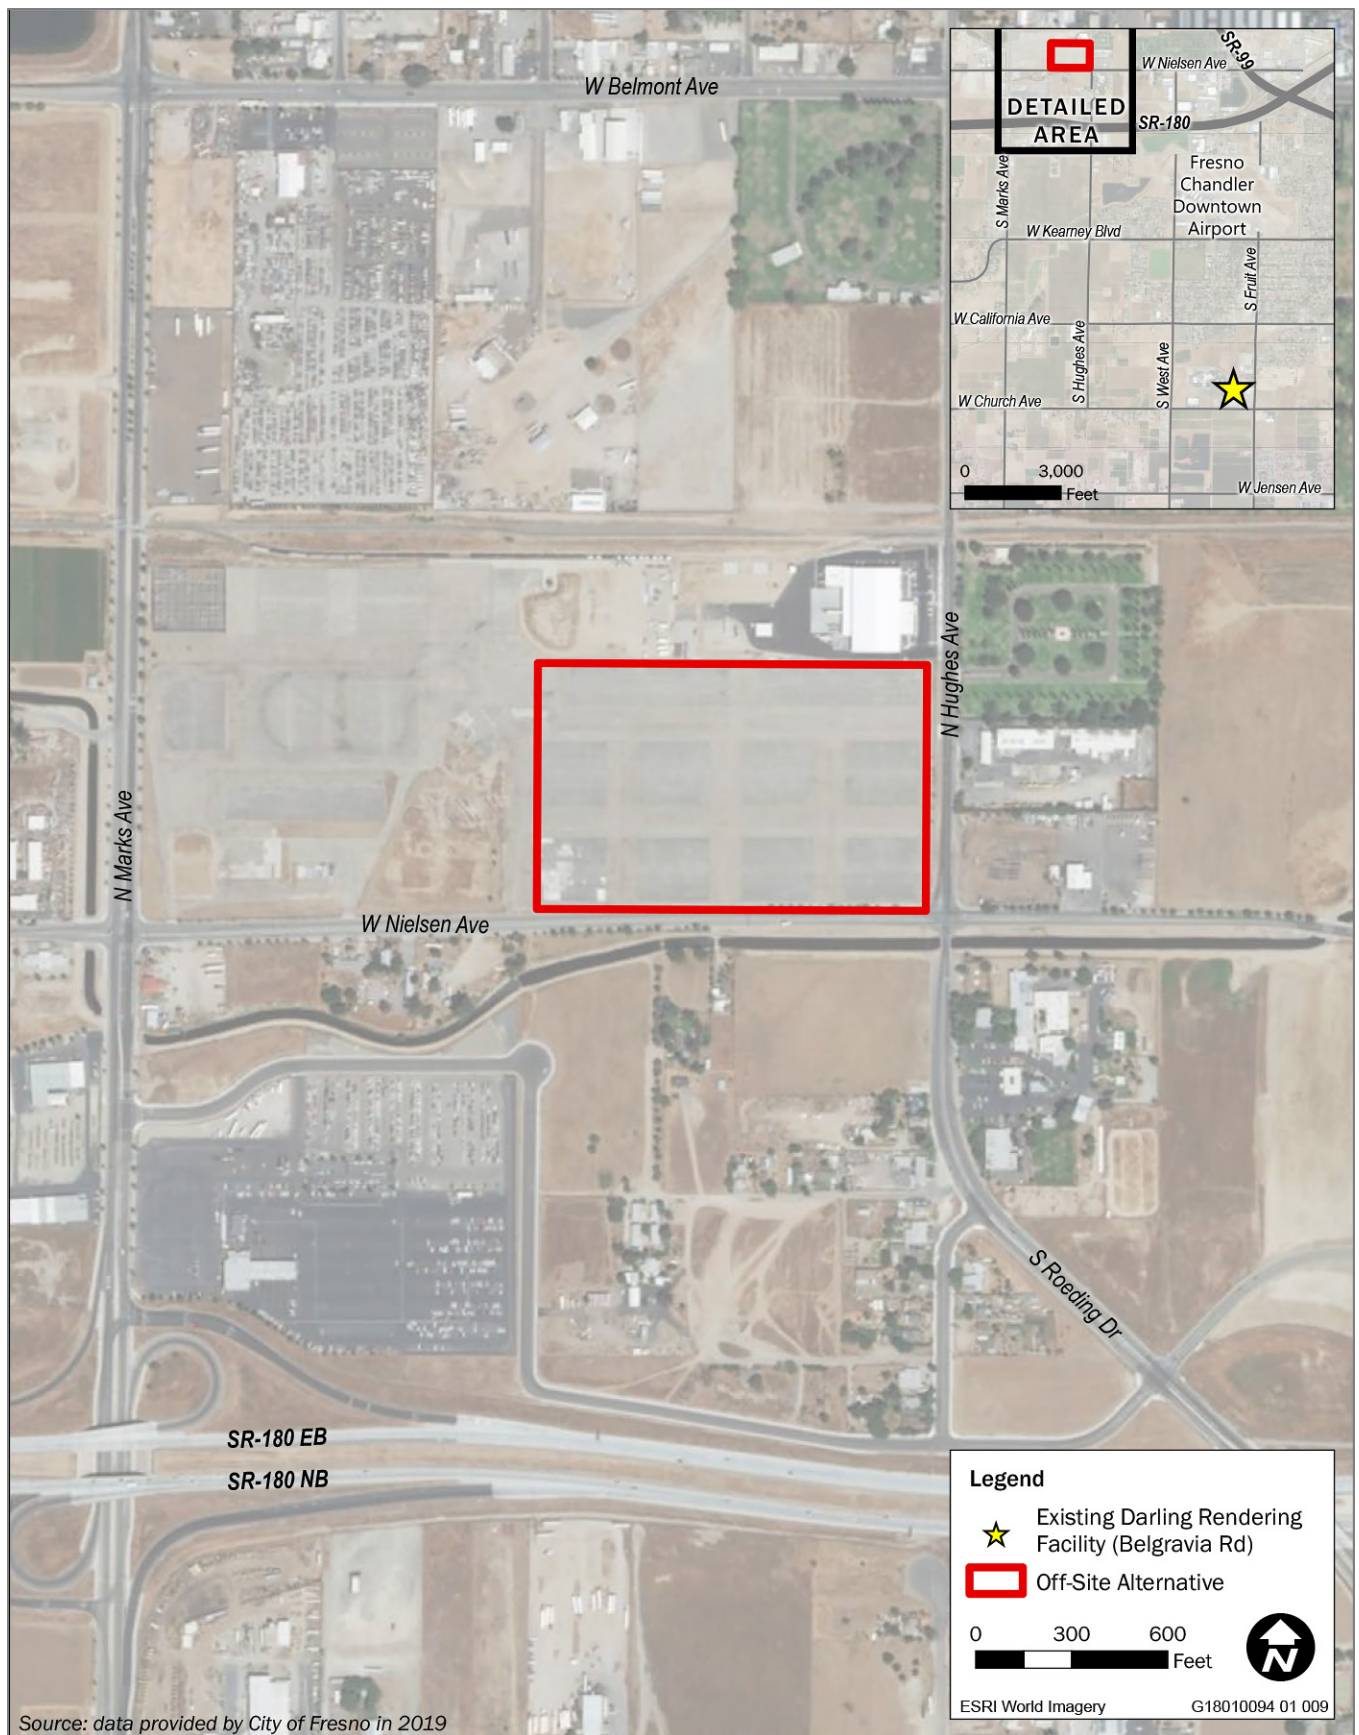 W Belmont Ave
SR-99
W Nielsen Ave
DETAILED
AREA
SR-180
Fresno
Chandler
Downtown
Airport
S Marks Ave
W Kearney Blvd
S Fruit Ave
W California Ave
S Hughes Ave
S West Ave
W Church Ave
0 3,000
Feet
W Jensen Ave
N Hughes Ave
N Marks Ave
W Nielsen Ave
S Roeding Dr
SR-180 EB
SR-180 NB
Legend
Existing Darling Rendering
Facility (Belgravia Rd)
Off-Site Alternative
0 300 600
Feet
N
ESRI World Imagery G18010094 01 009
Source: data provided by City of Fresno in 2019